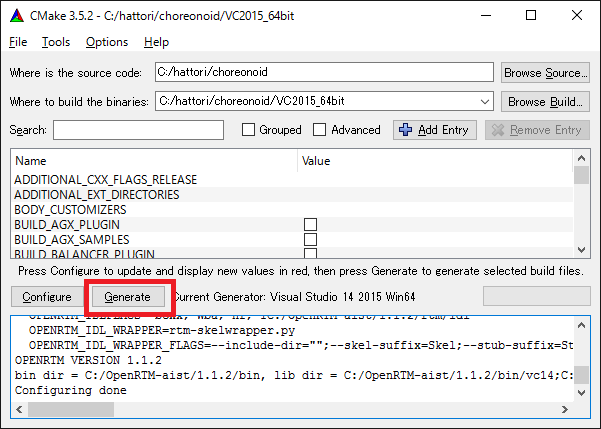 CMake 3.5.2 - C:/hattori/choreonoid/VC2015_64bit
File Tools Options Help
Where is the source code: C:/hattori/choreonoid Browse Source...
Where to build the binaries: C:/hattori/choreonoid/VC2015_64bit Browse Build...
Search: Grouped Advanced Add Entry Remove Entry
Name Value
ADDITIONAL_CXX_FLAGS_RELEASE
ADDITIONAL_EXT_DIRECTORIES
BODY_CUSTOMIZERS
BUILD_AGX_PLUGIN
BUILD_AGX_SAMPLES
BUILD_BALANCER_PLUGIN
Press Configure to update and display new values in red, then press Generate to generate selected build files.
Configure Generate Current Generator: Visual Studio 14 2015 Win64
OPENRTM_IDL_WRAPPER=rtm-skelwrapper.py
OPENRTM_IDL_WRAPPER_FLAGS=--include-dir="";--skel-suffix=Skel;--stub-suffix=St
OPENRTM VERSION 1.1.2
bin dir = C:/OpenRTM-aist/1.1.2/bin, lib dir = C:/OpenRTM-aist/1.1.2/bin/vc14;C:
Configuring done